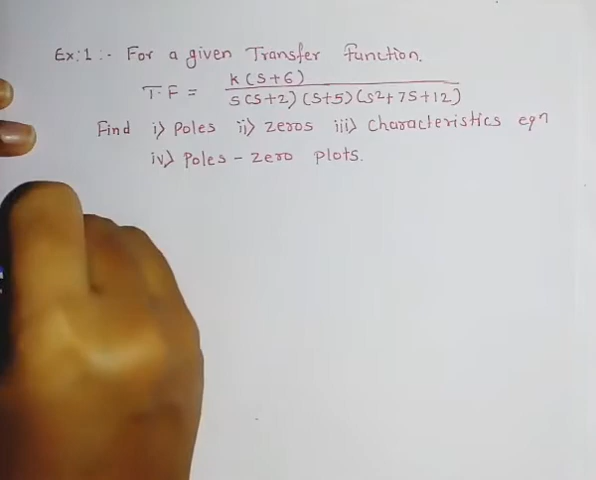 Ex:1:- For a given Transfer Function.
T.F = K(S+6) / S(S+2)(S+5)(S²+7S+12)
Find i) Poles ii) zeros iii) characteristics eqn
iv) Poles - zero plots.